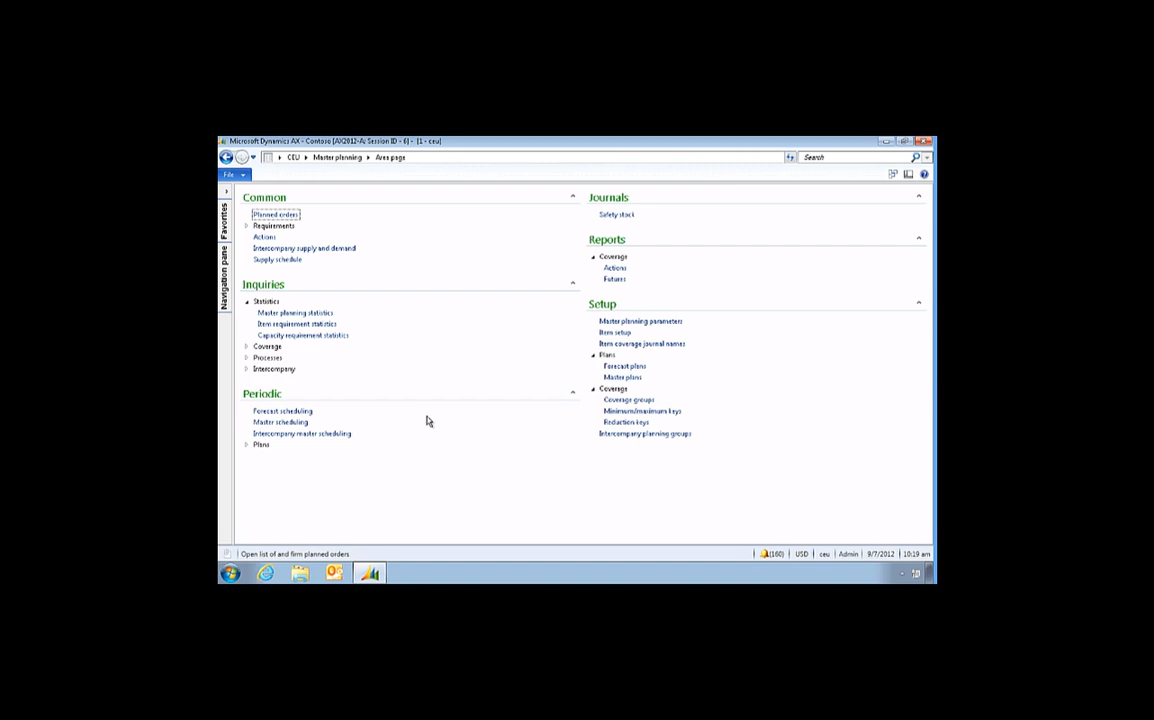 Microsoft Dynamics AX - Contoso [AX2012-A: Session ID - 6] - [1 - ceu]
CEU
Master planning
Area page
Search
File
Favorites
Navigation pane
Common
Planned orders
Requirements
Actions
Intercompany supply and demand
Supply schedule
Inquiries
Statistics
Master planning statistics
Item requirement statistics
Capacity requirement statistics
Coverage
Processes
Intercompany
Periodic
Forecast scheduling
Master scheduling
Intercompany master scheduling
Plans
Journals
Safety stock
Reports
Coverage
Actions
Futures
Setup
Master planning parameters
Item setup
Item coverage journal names
Plans
Forecast plans
Master plans
Coverage
Coverage groups
Minimum/maximum keys
Reduction keys
Intercompany planning groups
Open list of and firm planned orders
(160) USD ceu Admin 9/7/2012 10:19 am